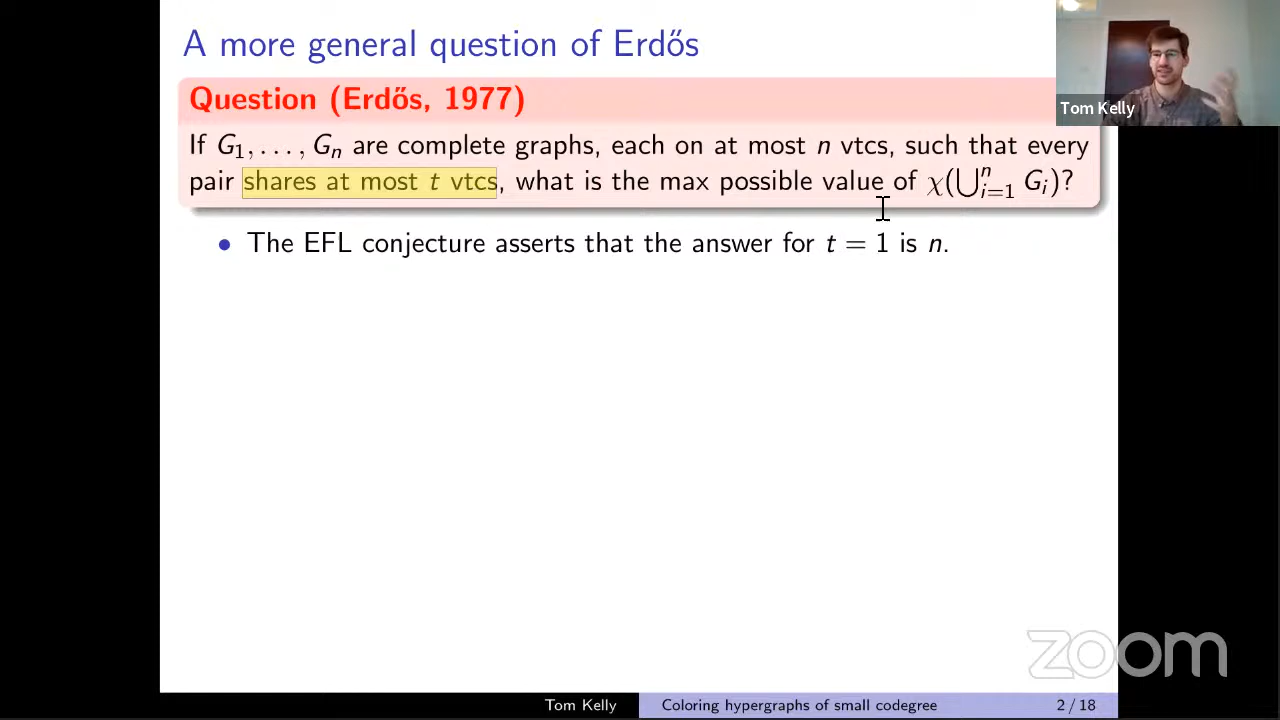 A more general question of Erdős
Question (Erdős, 1977)
Tom Kelly
If G₁, . . . , Gₙ are complete graphs, each on at most n vtcs, such that every
pair shares at most t vtcs, what is the max possible value of χ(⋃ⁿᵢ₌₁ Gᵢ)?
• The EFL conjecture asserts that the answer for t = 1 is n.
zoom
Tom Kelly Coloring hypergraphs of small codegree 2 / 18